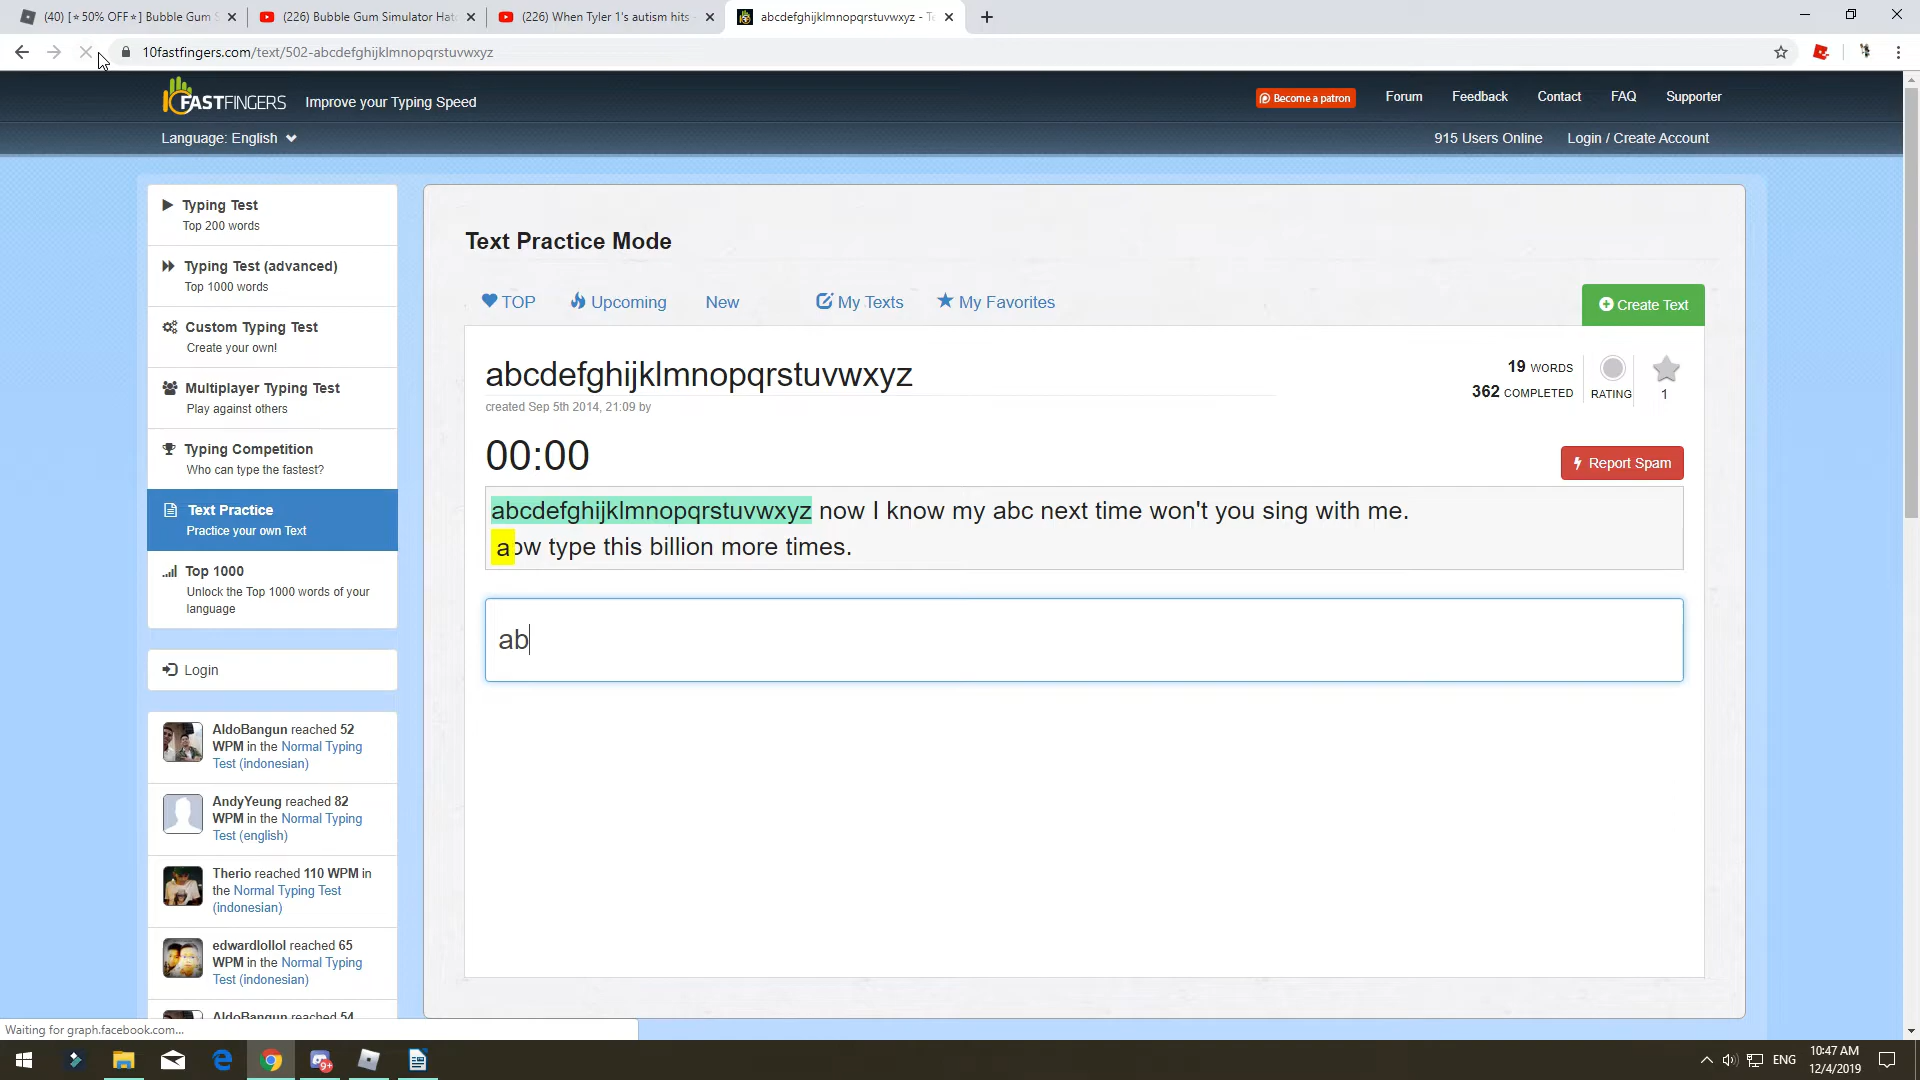 (40) [⭐50% OFF⭐] Bubble Gum S
(226) Bubble Gum Simulator Hat
(226) When Tyler 1's autism hits
abcdefghijklmnopqrstuvwxyz - Te
10fastfingers.com/text/502-abcdefghijklmnopqrstuvwxyz
FASTFINGERS
Improve your Typing Speed
Become a patron
Forum
Feedback
Contact
FAQ
Supporter
Language: English
915 Users Online
Login / Create Account
Typing Test
Top 200 words
Typing Test (advanced)
Top 1000 words
Custom Typing Test
Create your own!
Multiplayer Typing Test
Play against others
Typing Competition
Who can type the fastest?
Text Practice
Practice your own Text
Top 1000
Unlock the Top 1000 words of your
language
Login
AldoBangun reached 52
WPM in the Normal Typing
Test (indonesian)
AndyYeung reached 82
WPM in the Normal Typing
Test (english)
Therio reached 110 WPM in
the Normal Typing Test
(indonesian)
edwardlollol reached 65
WPM in the Normal Typing
Test (indonesian)
AldoBangun reached 54
Text Practice Mode
TOP
Upcoming
New
My Texts
My Favorites
Create Text
abcdefghijklmnopqrstuvwxyz
created Sep 5th 2014, 21:09 by
19 WORDS
362 COMPLETED
RATING
1
00:00
Report Spam
abcdefghijklmnopqrstuvwxyz now I know my abc next time won't you sing with me.
aow type this billion more times.
ab
Waiting for graph.facebook.com...
9+
ENG
10:47 AM
12/4/2019